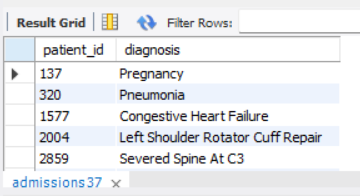 Result Grid Filter Rows:
patient_id diagnosis
137 Pregnancy
320 Pneumonia
1577 Congestive Heart Failure
2004 Left Shoulder Rotator Cuff Repair
2859 Severed Spine At C3
admissions37 ×